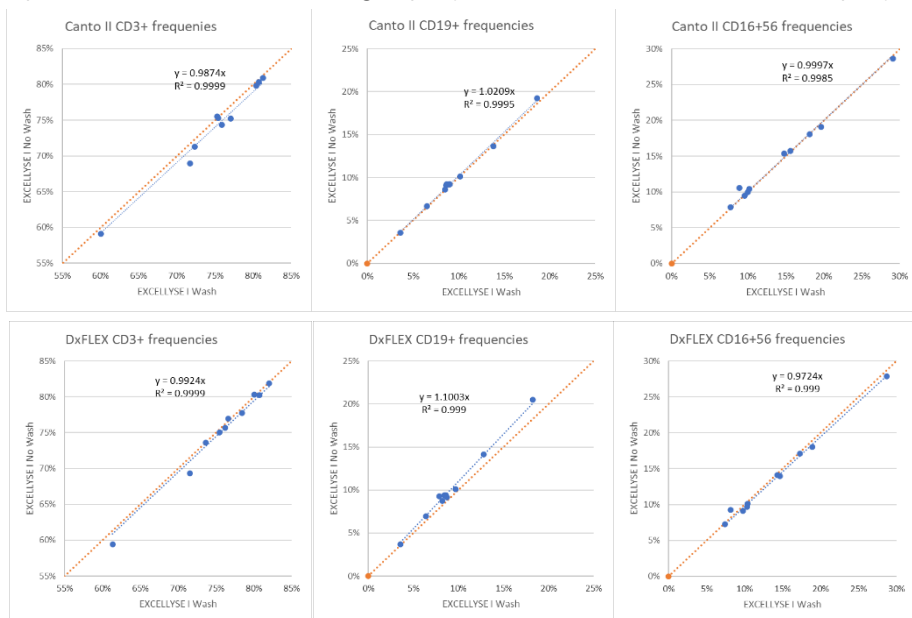 Canto II CD3+ frequenies
85%
80%
75%
70%
65%
60%
55%
55%
60%
65%
70%
75%
80%
85%
y = 0.9874x
R² = 0.9999
EXCELLYSE I No Wash
EXCELLYSE I Wash
Canto II CD19+ frequencies
25%
20%
15%
10%
5%
0%
0%
5%
10%
15%
20%
25%
y = 1.0209x
R² = 0.9995
EXCELLYSE I No Wash
EXCELLYSE I Wash
Canto II CD16+56 frequencies
30%
25%
20%
15%
10%
5%
0%
0%
5%
10%
15%
20%
25%
30%
y = 0.9997x
R² = 0.9985
EXCELLYSE I No Wash
EXCELLYSE I Wash
DxFLEX CD3+ frequencies
85%
80%
75%
70%
65%
60%
55%
55%
60%
65%
70%
75%
80%
85%
y = 0.9924x
R² = 0.9999
EXCELLYSE I No Wash
EXCELLYSE I Wash
DxFLEX CD19+ frequencies
25%
20%
15%
10%
5%
0%
0%
5%
10%
15%
20%
25%
y = 1.1003x
R² = 0.999
EXCELLYSE I No Wash
EXCELLYSE I Wash
DxFLEX CD16+56 frequencies
30%
25%
20%
15%
10%
5%
0%
0%
5%
10%
15%
20%
25%
30%
y = 0.9724x
R² = 0.999
EXCELLYSE I No Wash
EXCELLYSE I Wash